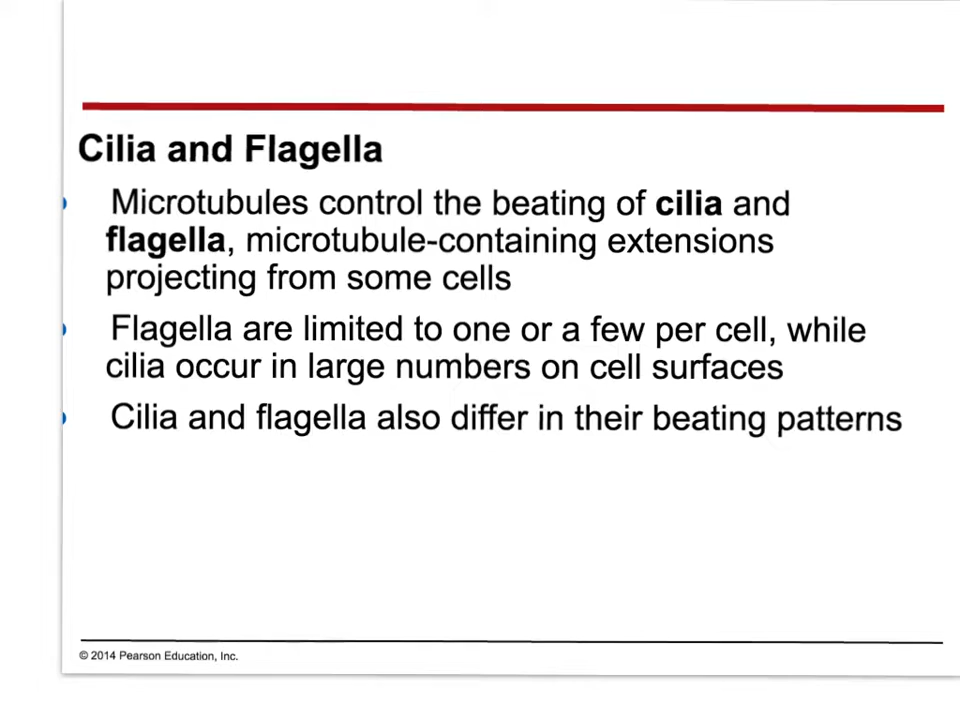 Cilia and Flagella
Microtubules control the beating of cilia and
flagella, microtubule-containing extensions
projecting from some cells
Flagella are limited to one or a few per cell, while
cilia occur in large numbers on cell surfaces
Cilia and flagella also differ in their beating patterns
© 2014 Pearson Education, Inc.